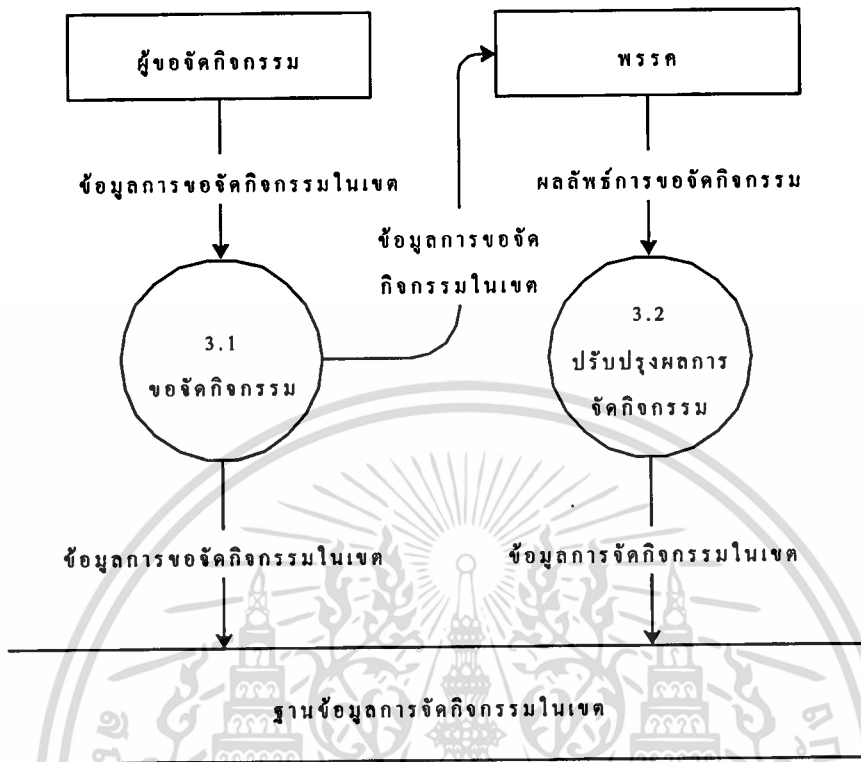 ผู้ขอจัดกิจกรรม
พรรค
ข้อมูลการขอจัดกิจกรรมในเขต
ผลลัพธ์การขอจัดกิจกรรม
ข้อมูลการขอจัด
กิจกรรมในเขต
3.1
ขอจัดกิจกรรม
3.2
ปรับปรุงผลการ
จัดกิจกรรม
ข้อมูลการขอจัดกิจกรรมในเขต
ข้อมูลการจัดกิจกรรมในเขต
ฐานข้อมูลการจัดกิจกรรมในเขต